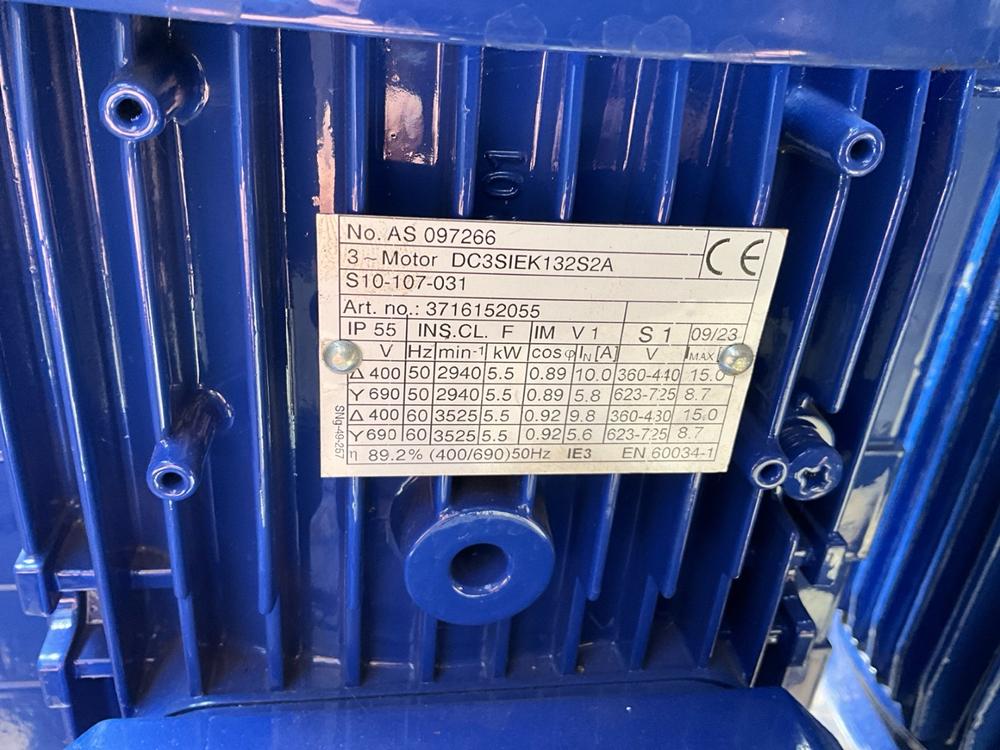 No. AS 097266
CE
3 ~ Motor DC3SIEK132S2A
S10-107-031
Art. no.: 3716152055
IP 55 INS.CL. F IM V 1 S 1 09/23
V Hz min-1 kW cos φ IN [A] V IMAX
Δ 400 50 2940 5.5 0.89 10.0 360-440 15.0
Y 690 50 2940 5.5 0.89 5.8 623-725 8.7
Δ 400 60 3525 5.5 0.92 9.8 360-430 15.0
Y 690 60 3525 5.5 0.92 5.6 623-725 8.7
η 89.2% (400/690)50Hz IE3 EN 60034-1